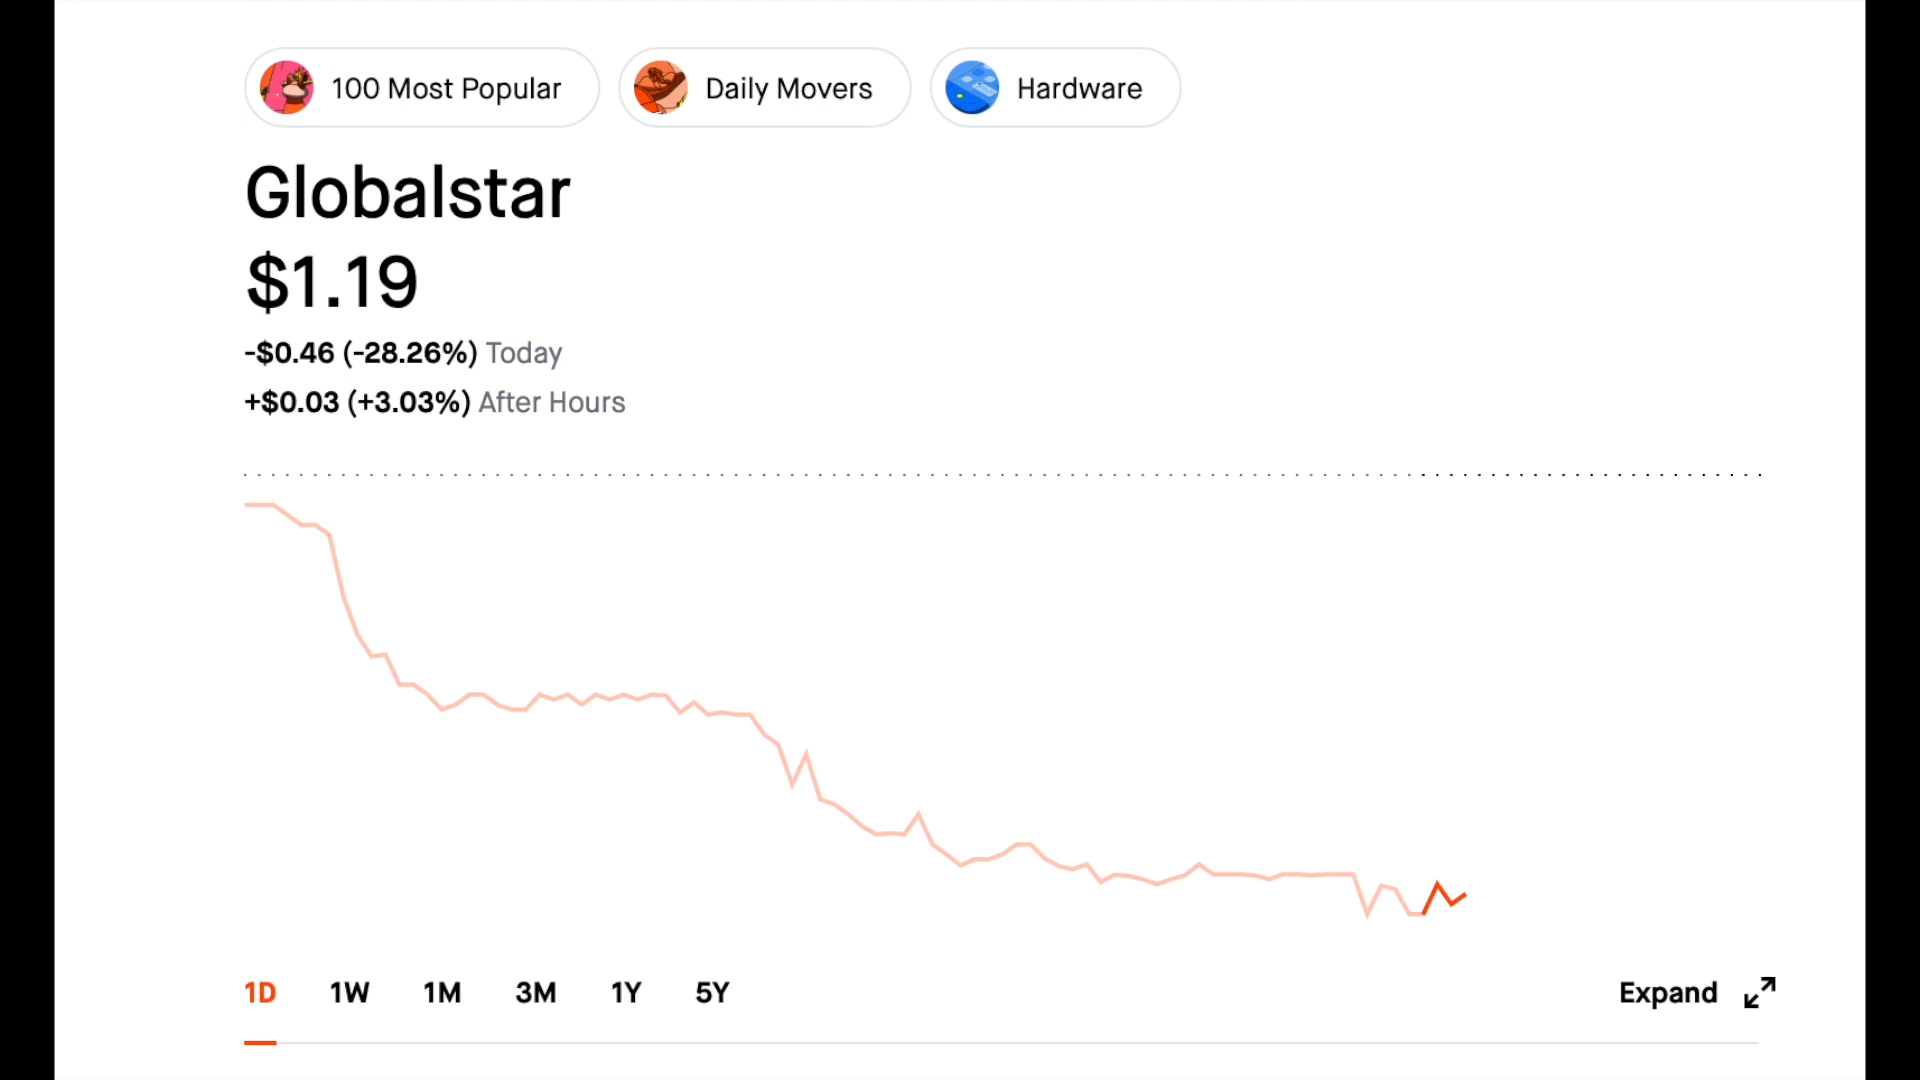 100 Most Popular
Daily Movers
Hardware
Globalstar
$1.19
-$0.46 (-28.26%) Today
+$0.03 (+3.03%) After Hours
1D 1W 1M 3M 1Y 5Y Expand